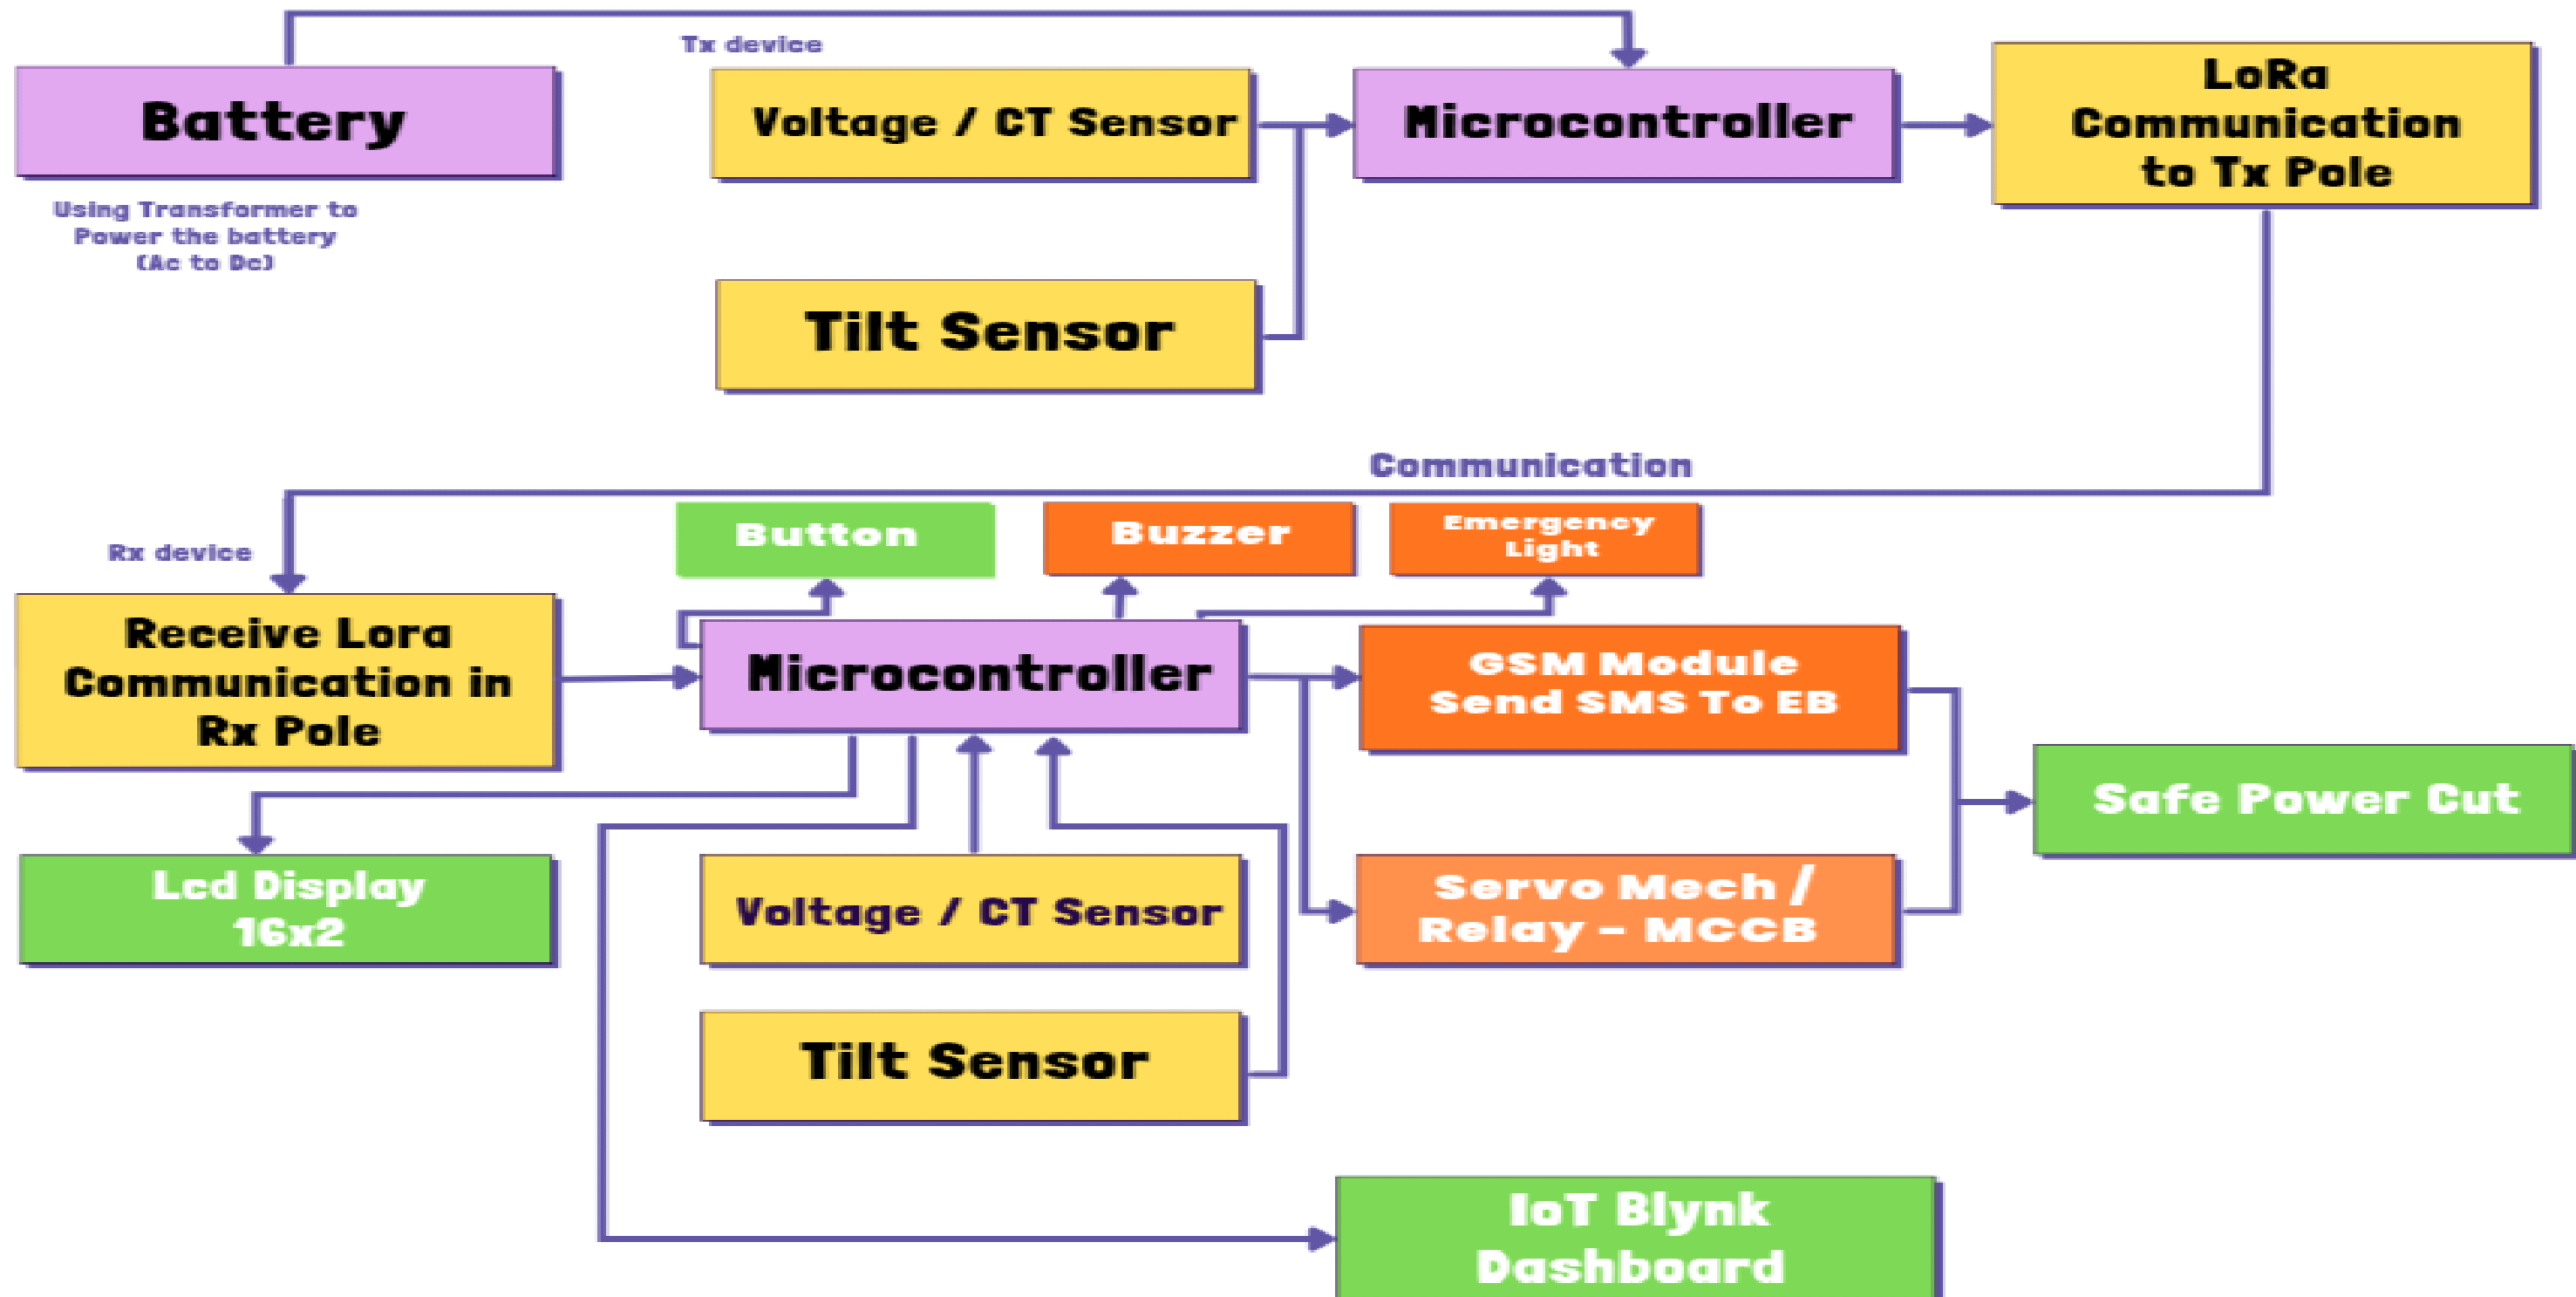 Tx device
Battery
Voltage / CT Sensor
Microcontroller
LoRa
Communication
to Tx Pole
Using Transformer to
Power the battery
(Ac to Dc)
Tilt Sensor
Communication
Rx device
Button
Buzzer
Emergency
Light
Receive Lora
Communication in
Rx Pole
Microcontroller
GSM Module
Send SMS To EB
Safe Power Cut
Lcd Display
16x2
Voltage / CT Sensor
Servo Mech /
Relay - MCCB
Tilt Sensor
IoT Blynk
Dashboard